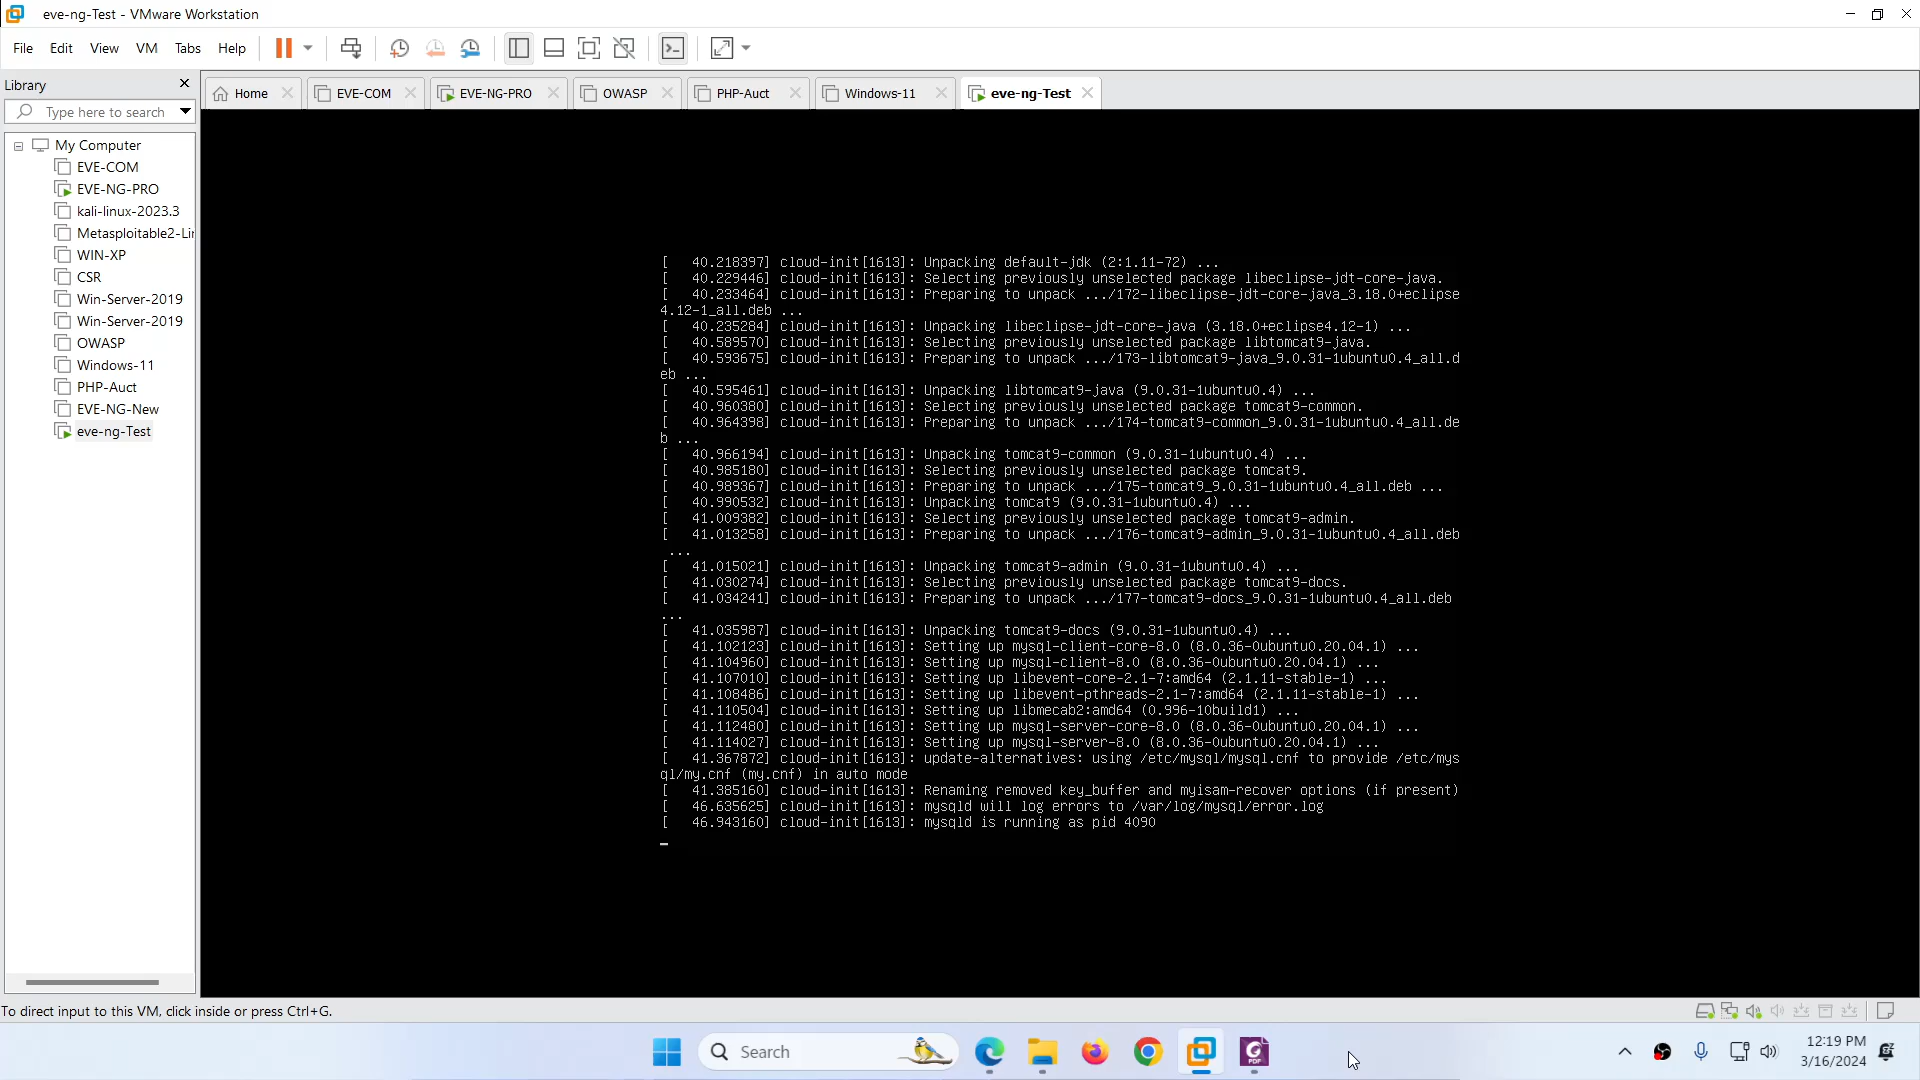 eve-ng-Test - VMware Workstation
File Edit View VM Tabs Help
Library
Type here to search
My Computer
EVE-COM
EVE-NG-PRO
kali-linux-2023.3
Metasploitable2-Li
WIN-XP
CSR
Win-Server-2019
Win-Server-2019
OWASP
Windows-11
PHP-Auct
EVE-NG-New
eve-ng-Test
Home EVE-COM EVE-NG-PRO OWASP PHP-Auct Windows-11 eve-ng-Test
[   40.218397] cloud-init[1613]: Unpacking default-jdk (2:1.11-72) ...
[   40.229446] cloud-init[1613]: Selecting previously unselected package libeclipse-jdt-core-java.
[   40.233464] cloud-init[1613]: Preparing to unpack .../172-libeclipse-jdt-core-java_3.18.0+eclipse
4.12-1_all.deb ...
[   40.235284] cloud-init[1613]: Unpacking libeclipse-jdt-core-java (3.18.0+eclipse4.12-1) ...
[   40.589570] cloud-init[1613]: Selecting previously unselected package libtomcat9-java.
[   40.593675] cloud-init[1613]: Preparing to unpack .../173-libtomcat9-java_9.0.31-1ubuntu0.4_all.d
eb ...
[   40.595461] cloud-init[1613]: Unpacking libtomcat9-java (9.0.31-1ubuntu0.4) ...
[   40.960380] cloud-init[1613]: Selecting previously unselected package tomcat9-common.
[   40.964398] cloud-init[1613]: Preparing to unpack .../174-tomcat9-common_9.0.31-1ubuntu0.4_all.de
b ...
[   40.966194] cloud-init[1613]: Unpacking tomcat9-common (9.0.31-1ubuntu0.4) ...
[   40.985180] cloud-init[1613]: Selecting previously unselected package tomcat9.
[   40.989367] cloud-init[1613]: Preparing to unpack .../175-tomcat9_9.0.31-1ubuntu0.4_all.deb ...
[   40.990532] cloud-init[1613]: Unpacking tomcat9 (9.0.31-1ubuntu0.4) ...
[   41.009382] cloud-init[1613]: Selecting previously unselected package tomcat9-admin.
[   41.013258] cloud-init[1613]: Preparing to unpack .../176-tomcat9-admin_9.0.31-1ubuntu0.4_all.deb
...
[   41.015021] cloud-init[1613]: Unpacking tomcat9-admin (9.0.31-1ubuntu0.4) ...
[   41.030274] cloud-init[1613]: Selecting previously unselected package tomcat9-docs.
[   41.034241] cloud-init[1613]: Preparing to unpack .../177-tomcat9-docs_9.0.31-1ubuntu0.4_all.deb
...
[   41.035987] cloud-init[1613]: Unpacking tomcat9-docs (9.0.31-1ubuntu0.4) ...
[   41.102123] cloud-init[1613]: Setting up mysql-client-core-8.0 (8.0.36-0ubuntu0.20.04.1) ...
[   41.104960] cloud-init[1613]: Setting up mysql-client-8.0 (8.0.36-0ubuntu0.20.04.1) ...
[   41.107010] cloud-init[1613]: Setting up libevent-core-2.1-7:amd64 (2.1.11-stable-1) ...
[   41.108486] cloud-init[1613]: Setting up libevent-pthreads-2.1-7:amd64 (2.1.11-stable-1) ...
[   41.110504] cloud-init[1613]: Setting up libmecab2:amd64 (0.996-10build1) ...
[   41.112480] cloud-init[1613]: Setting up mysql-server-core-8.0 (8.0.36-0ubuntu0.20.04.1) ...
[   41.114027] cloud-init[1613]: Setting up mysql-server-8.0 (8.0.36-0ubuntu0.20.04.1) ...
[   41.367872] cloud-init[1613]: update-alternatives: using /etc/mysql/mysql.cnf to provide /etc/mys
ql/my.cnf (my.cnf) in auto mode
[   41.385160] cloud-init[1613]: Renaming removed key_buffer and myisam-recover options (if present)
[   46.635625] cloud-init[1613]: mysqld will log errors to /var/log/mysql/error.log
[   46.943160] cloud-init[1613]: mysqld is running as pid 4090
To direct input to this VM, click inside or press Ctrl+G.
Search
PDF
12:19 PM
3/16/2024